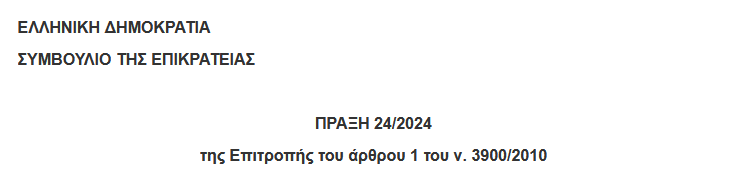 ΕΛΛΗΝΙΚΗ ΔΗΜΟΚΡΑΤΙΑ
ΣΥΜΒΟΥΛΙΟ ΤΗΣ ΕΠΙΚΡΑΤΕΙΑΣ
ΠΡΑΞΗ 24/2024
της Επιτροπής του άρθρου 1 του ν. 3900/2010